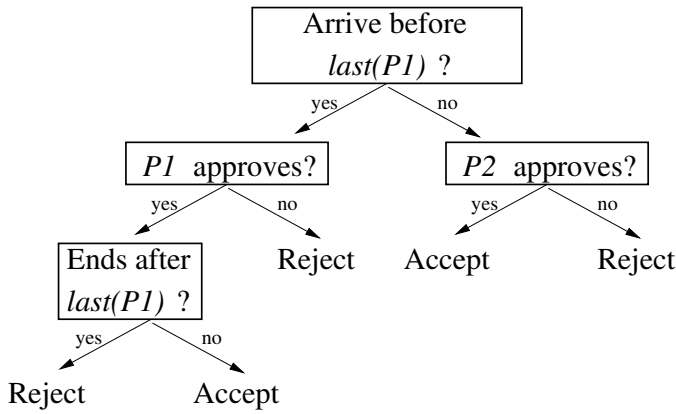 Arrive before
last(P1) ?
yes
no
P1 approves?
P2 approves?
yes
no
yes
no
Ends after
last(P1) ?
Reject
Accept
Reject
yes
no
Reject
Accept